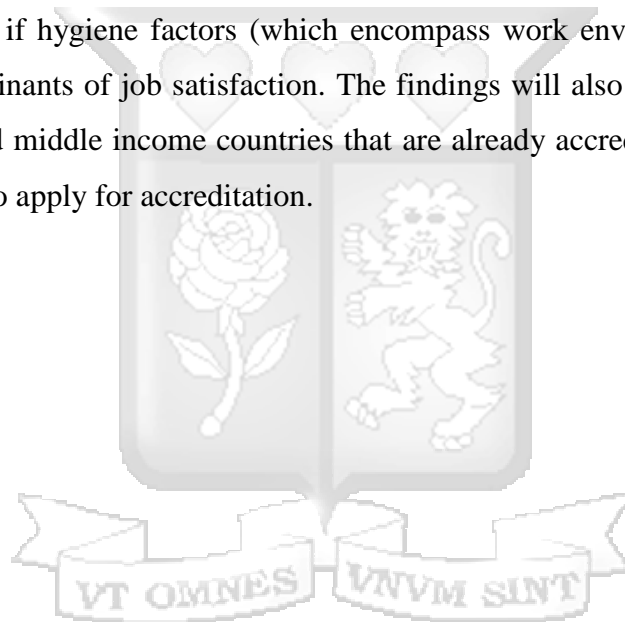 if hygiene factors (which encompass work env
inants of job satisfaction. The findings will also
middle income countries that are already accre
o apply for accreditation.
VT OMNES VNVM SINT